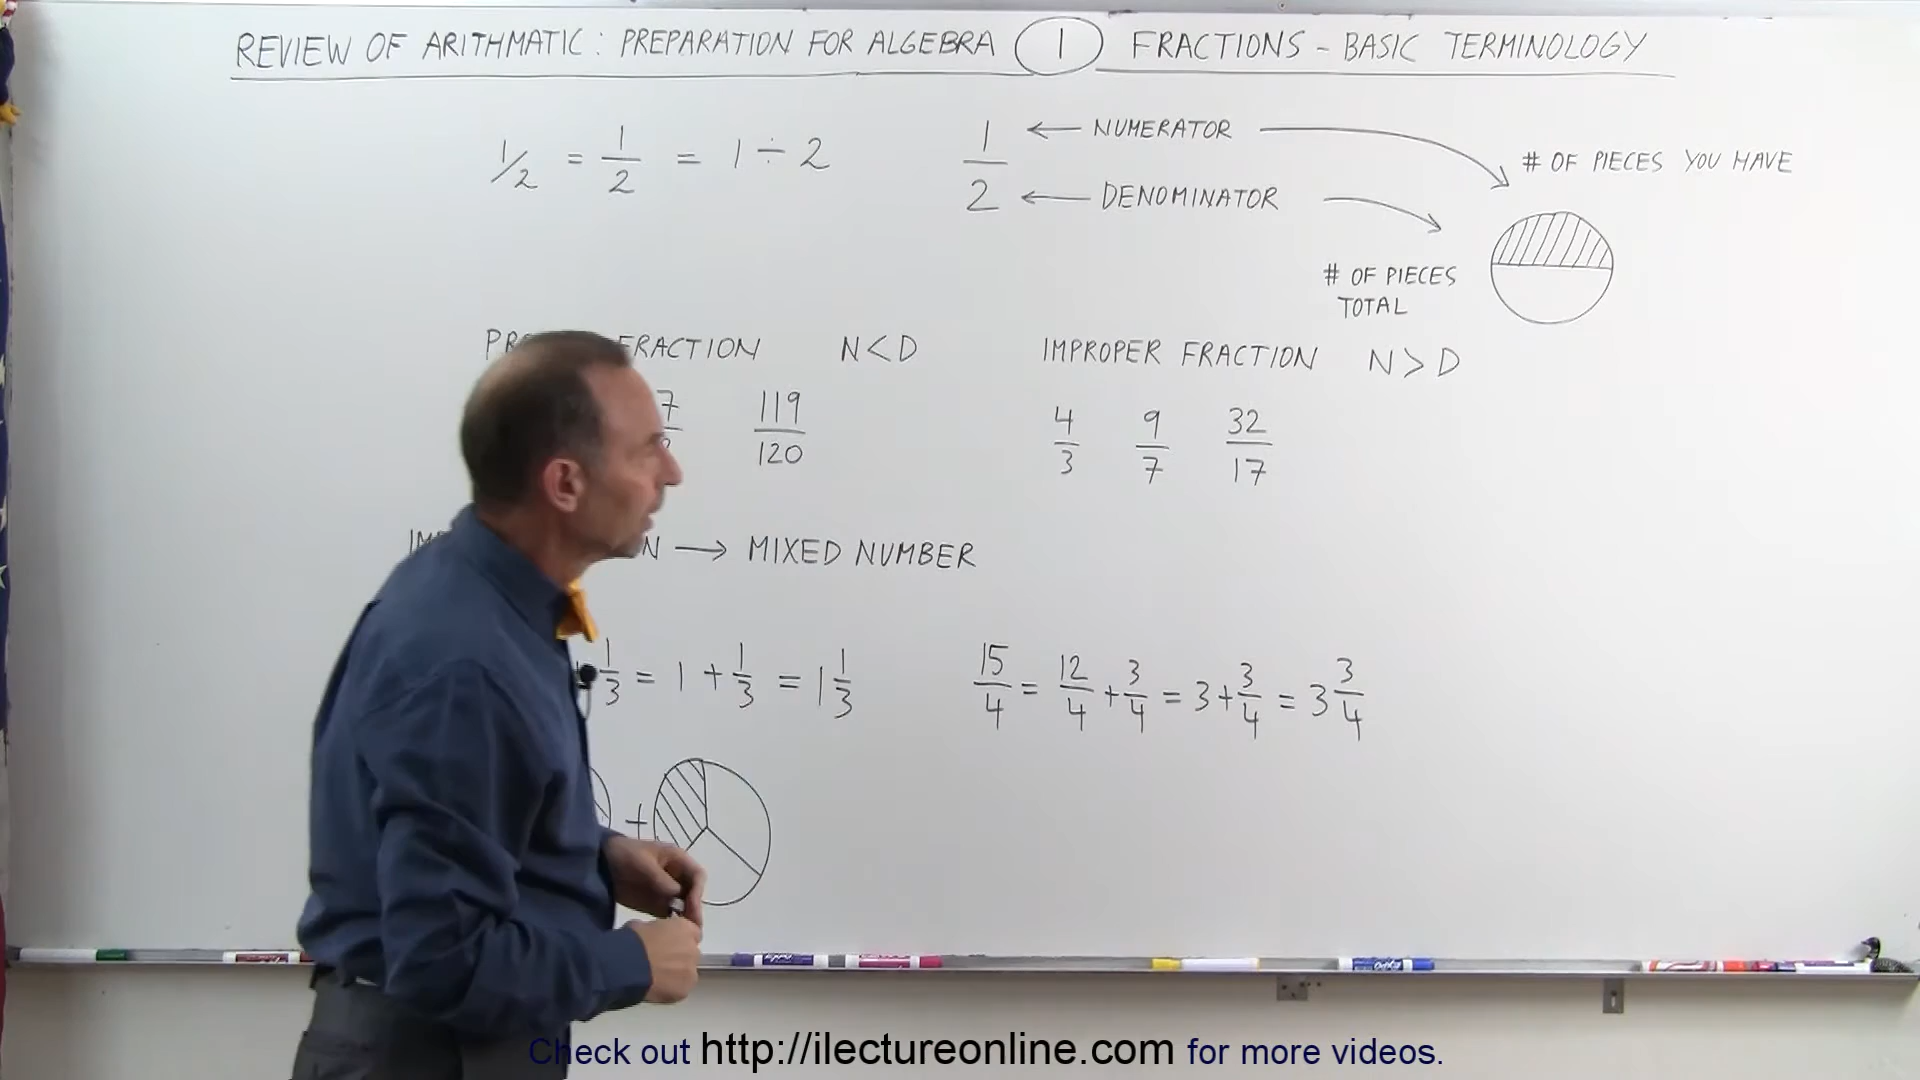 REVIEW OF ARITHMATIC: PREPARATION FOR ALGEBRA 1 FRACTIONS - BASIC TERMINOLOGY
1/2 = 1/2 = 1 ÷ 2
1/2
NUMERATOR
# OF PIECES YOU HAVE
DENOMINATOR
# OF PIECES
TOTAL
FRACTION N < D
119/120
IMPROPER FRACTION N > D
4/3 9/7 32/17
→ MIXED NUMBER
1/3 = 1 + 1/3 = 1 1/3
15/4 = 12/4 + 3/4 = 3 + 3/4 = 3 3/4
+
Check out http://ilectureonline.com for more videos.